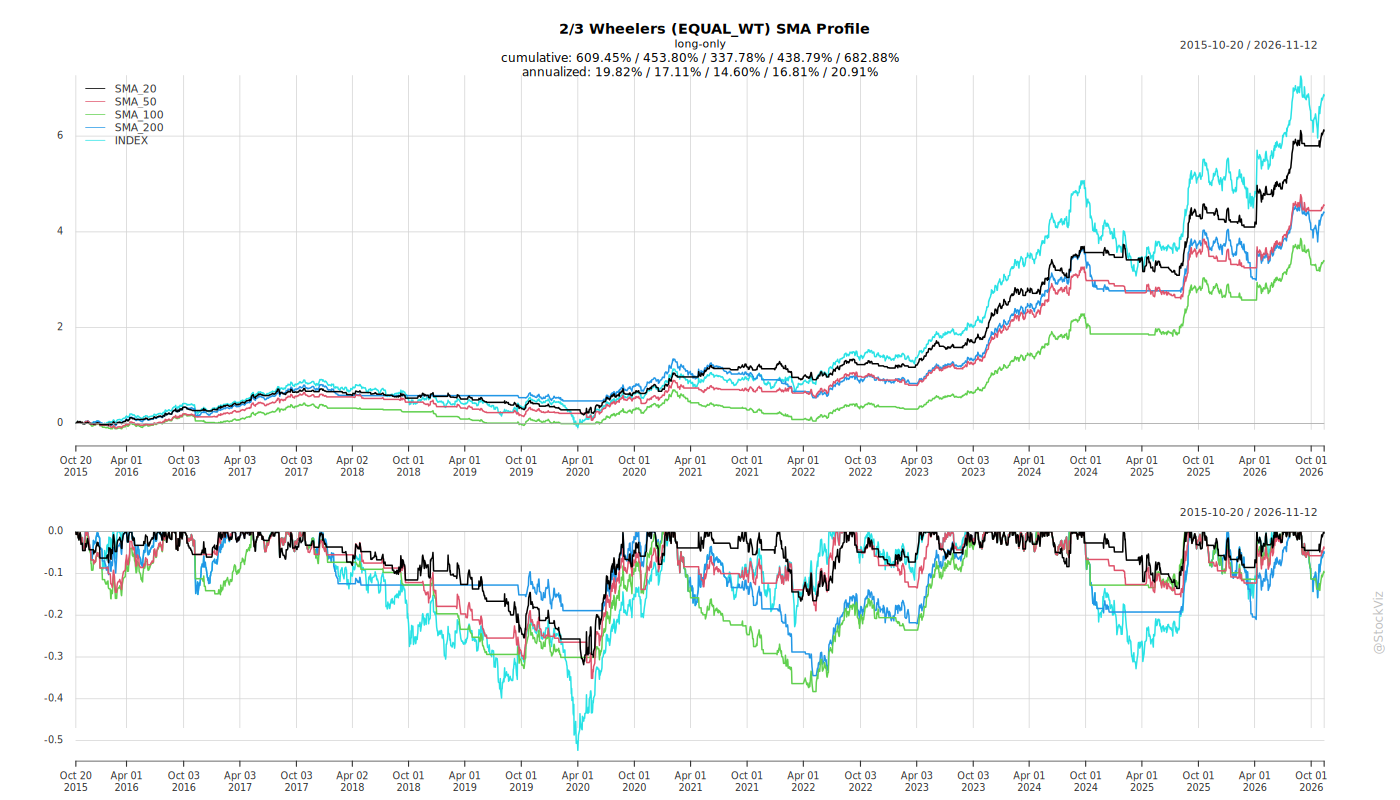 2/3 Wheelers (EQUAL_WT) SMA Profile
long-only
cumulative: 609.45% / 453.80% / 337.78% / 438.79% / 682.88%
annualized: 19.82% / 17.11% / 14.60% / 16.81% / 20.91%
2015-10-20 / 2026-11-12
SMA_20
SMA_50
SMA_100
SMA_200
INDEX
6
4
2
0
Oct 20 Apr 01 Oct 03 Apr 03 Oct 03 Apr 02 Oct 01 Apr 01 Oct 01 Apr 01 Oct 01 Apr 01 Oct 01 Apr 01 Oct 03 Apr 03 Oct 03 Apr 01 Oct 01 Apr 01 Oct 01 Apr 01 Oct 01
2015 2016 2016 2017 2017 2018 2018 2019 2019 2020 2020 2021 2021 2022 2022 2023 2023 2024 2024 2025 2025 2026 2026
2015-10-20 / 2026-11-12
0.0
-0.1
-0.2
-0.3
-0.4
-0.5
Oct 20 Apr 01 Oct 03 Apr 03 Oct 03 Apr 02 Oct 01 Apr 01 Oct 01 Apr 01 Oct 01 Apr 01 Oct 01 Apr 01 Oct 03 Apr 03 Oct 03 Apr 01 Oct 01 Apr 01 Oct 01 Apr 01 Oct 01
2015 2016 2016 2017 2017 2018 2018 2019 2019 2020 2020 2021 2021 2022 2022 2023 2023 2024 2024 2025 2025 2026 2026
@StockViz